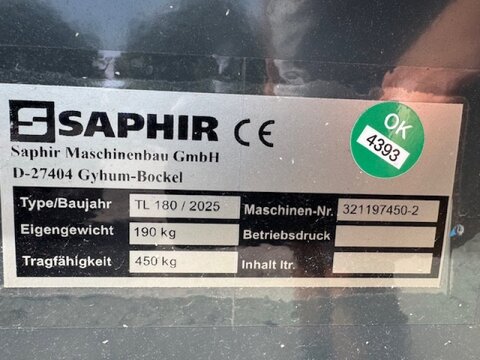 SAPHIR CE
Saphir Maschinenbau GmbH
D-27404 Gyhum-Bockel
OK
4393
Type/Baujahr TL 180 / 2025 Maschinen-Nr. 321197450-2
Eigengewicht 190 kg Betriebsdruck
Tragfähigkeit 450 kg Inhalt ltr.